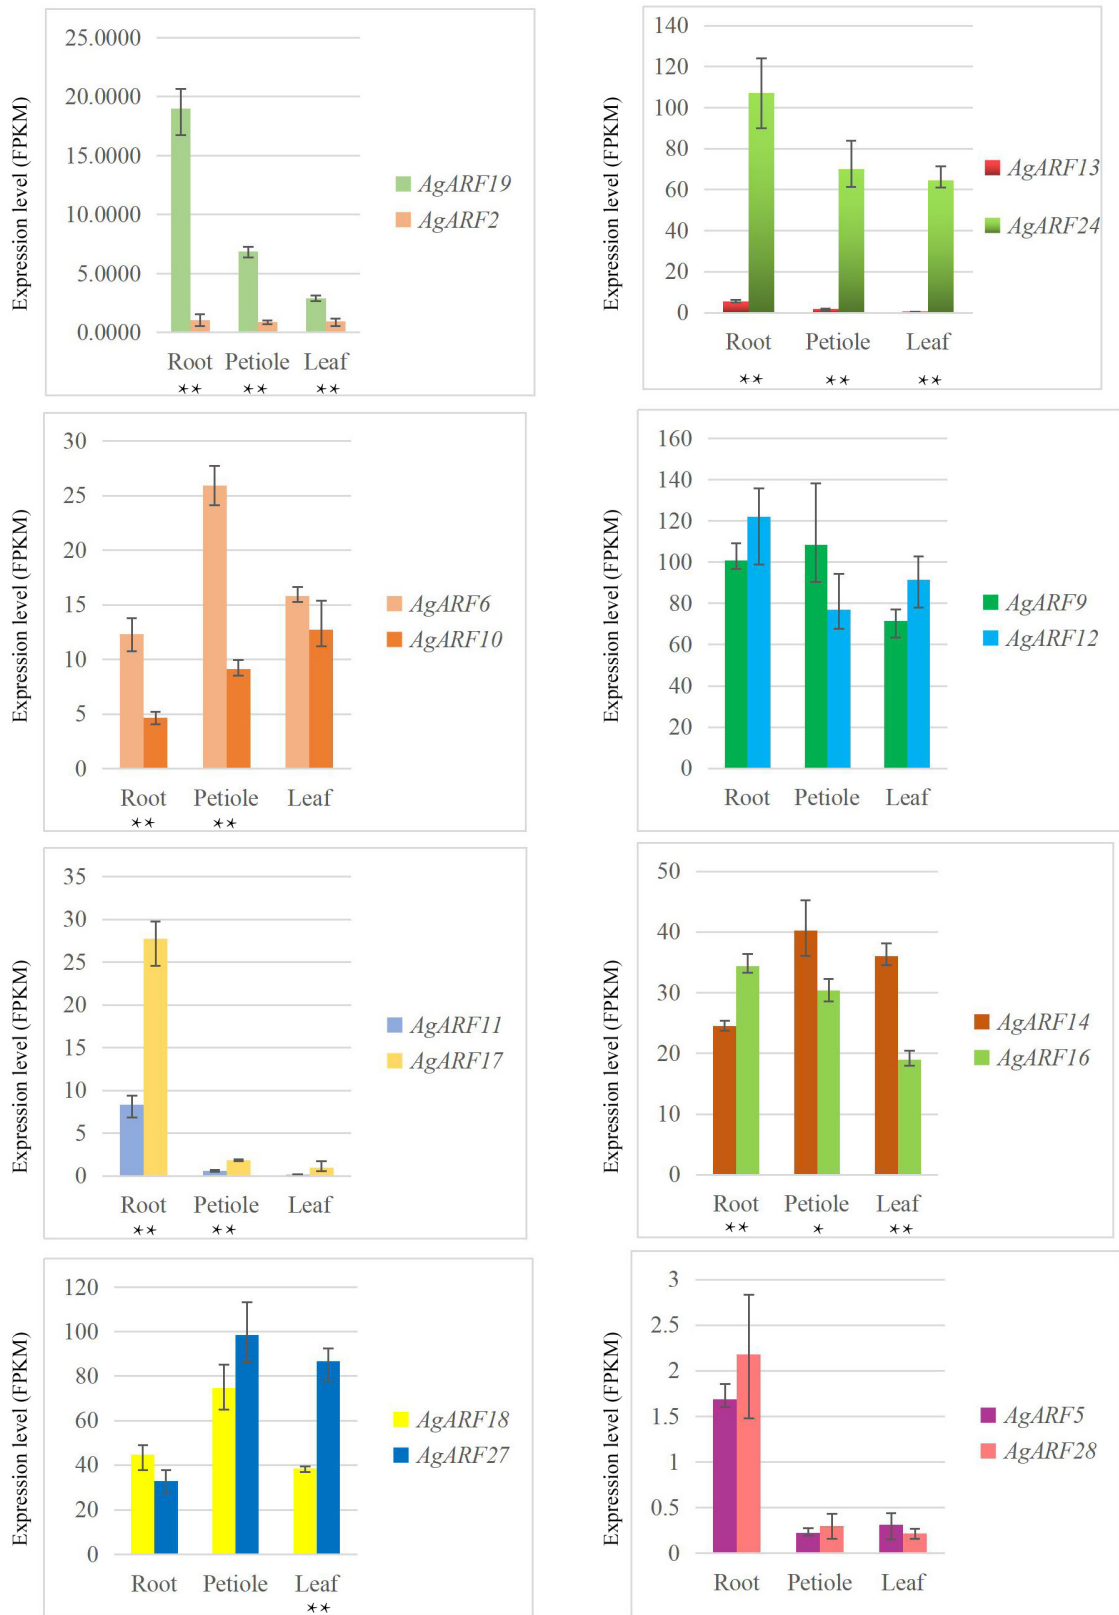 Expression level (FPKM)
25.0000
20.0000
15.0000
10.0000
5.0000
0.0000
Root Petiole Leaf
** ** **
AgARF19
AgARF2
Expression level (FPKM)
140
120
100
80
60
40
20
0
Root Petiole Leaf
** ** **
AgARF13
AgARF24
Expression level (FPKM)
30
25
20
15
10
5
0
Root Petiole Leaf
** **
AgARF6
AgARF10
Expression level (FPKM)
160
140
120
100
80
60
40
20
0
Root Petiole Leaf
AgARF9
AgARF12
Expression level (FPKM)
35
30
25
20
15
10
5
0
Root Petiole Leaf
** **
AgARF11
AgARF17
Expression level (FPKM)
50
40
30
20
10
0
Root Petiole Leaf
** * **
AgARF14
AgARF16
Expression level (FPKM)
120
100
80
60
40
20
0
Root Petiole Leaf
**
AgARF18
AgARF27
Expression level (FPKM)
3
2.5
2
1.5
1
0.5
0
Root Petiole Leaf
AgARF5
AgARF28